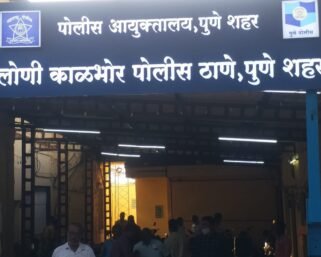 पोलीस आयुक्तालय,पुणे शहर
लोणी काळभोर पोलीस ठाणे,पुणे शहर
पुणे पोलीस